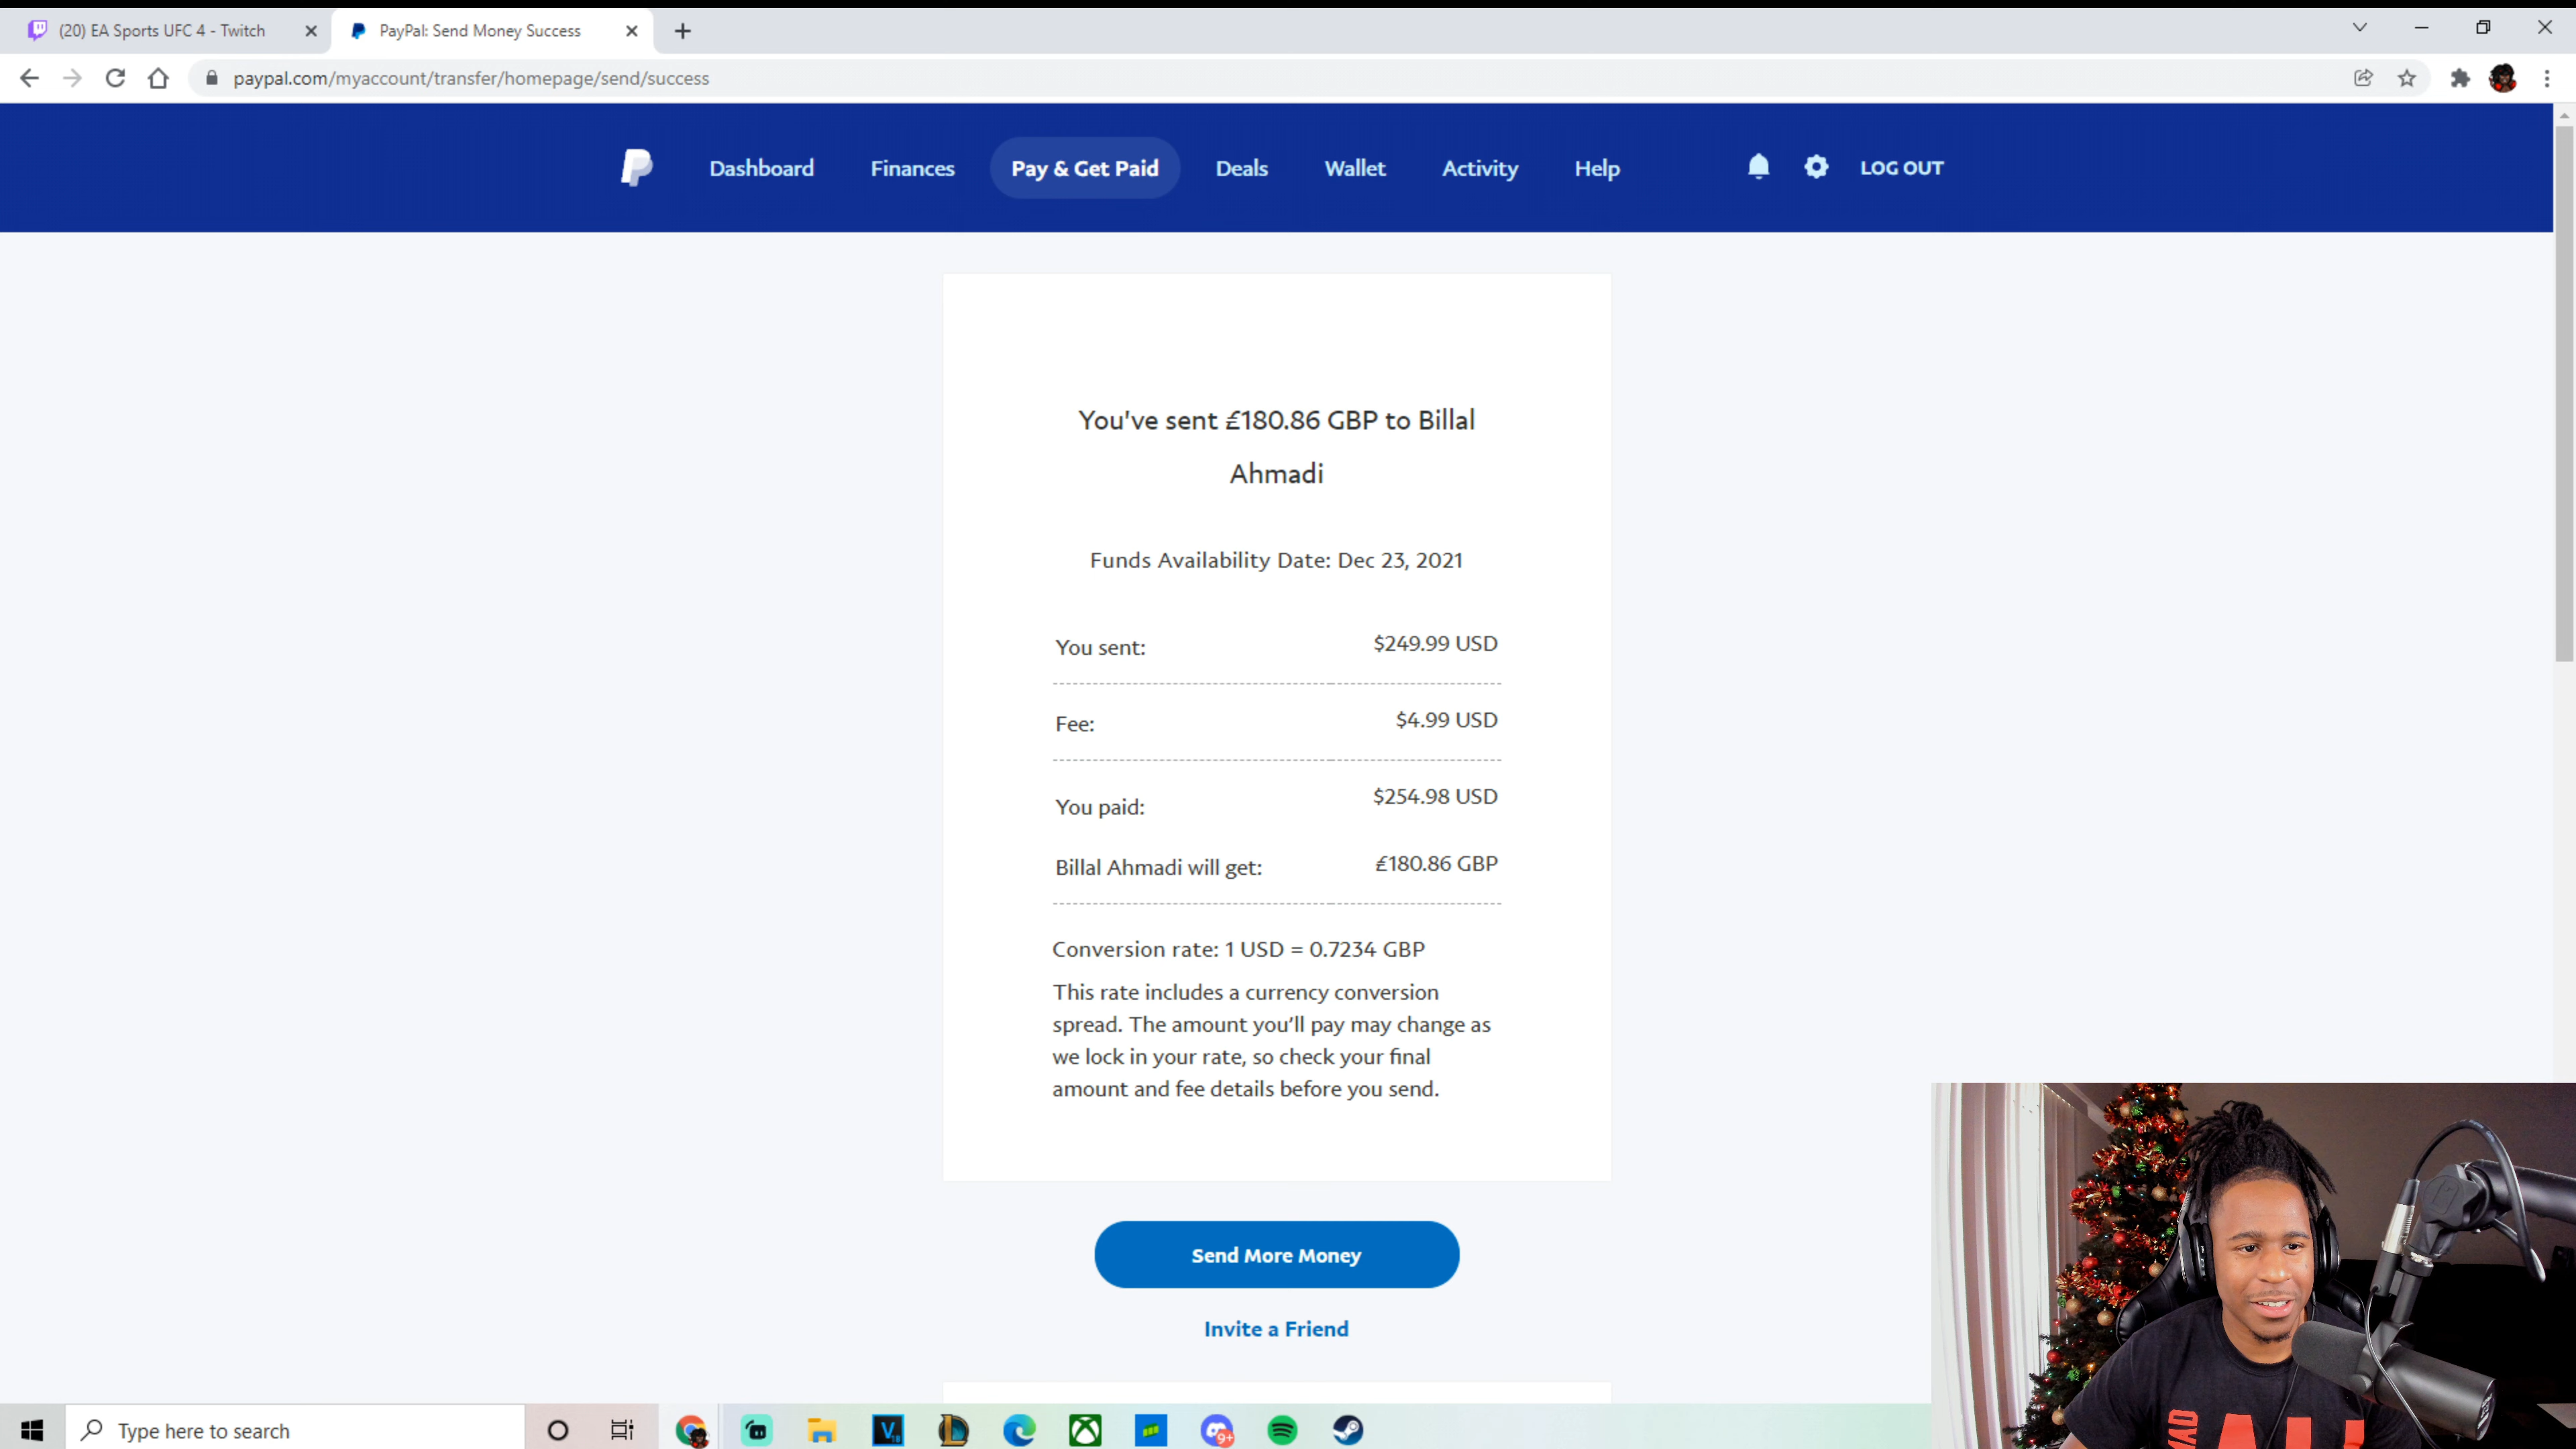 (20) EA Sports UFC 4 - Twitch
PayPal: Send Money Success
paypal.com/myaccount/transfer/homepage/send/success
Dashboard
Finances
Pay & Get Paid
Deals
Wallet
Activity
Help
LOG OUT
You've sent £180.86 GBP to Billal
Ahmadi
Funds Availability Date: Dec 23, 2021
You sent: $249.99 USD
Fee: $4.99 USD
You paid: $254.98 USD
Billal Ahmadi will get: £180.86 GBP
Conversion rate: 1 USD = 0.7234 GBP
This rate includes a currency conversion
spread. The amount you’ll pay may change as
we lock in your rate, so check your final
amount and fee details before you send.
Send More Money
Invite a Friend
Type here to search
9+